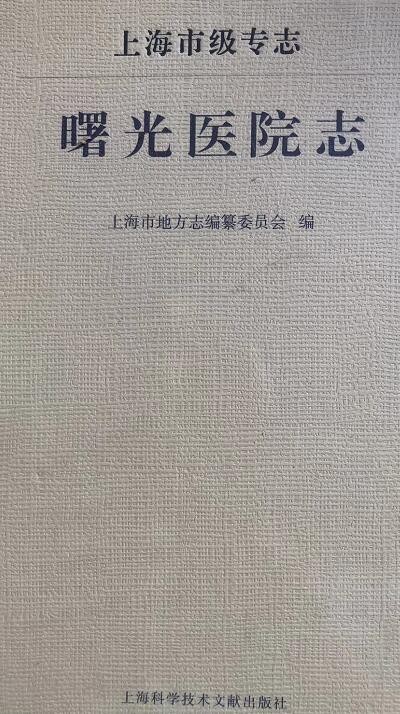 上海市级专志
曙光医院志
上海市地方志编纂委员会 编
上海科学技术文献出版社